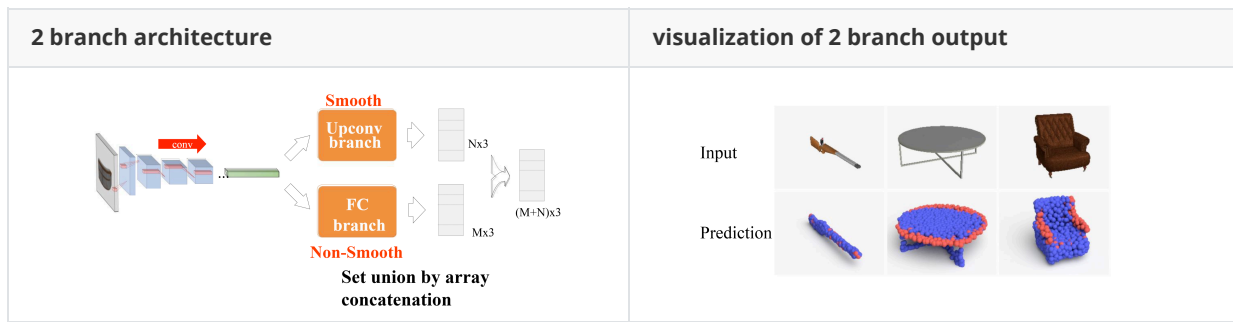 2 branch architecture
visualization of 2 branch output
Smooth
Upconv
branch
conv
...
Nx3
FC
branch
Mx3
(M+N)x3
Non-Smooth
Set union by array
concatenation
Input
Prediction